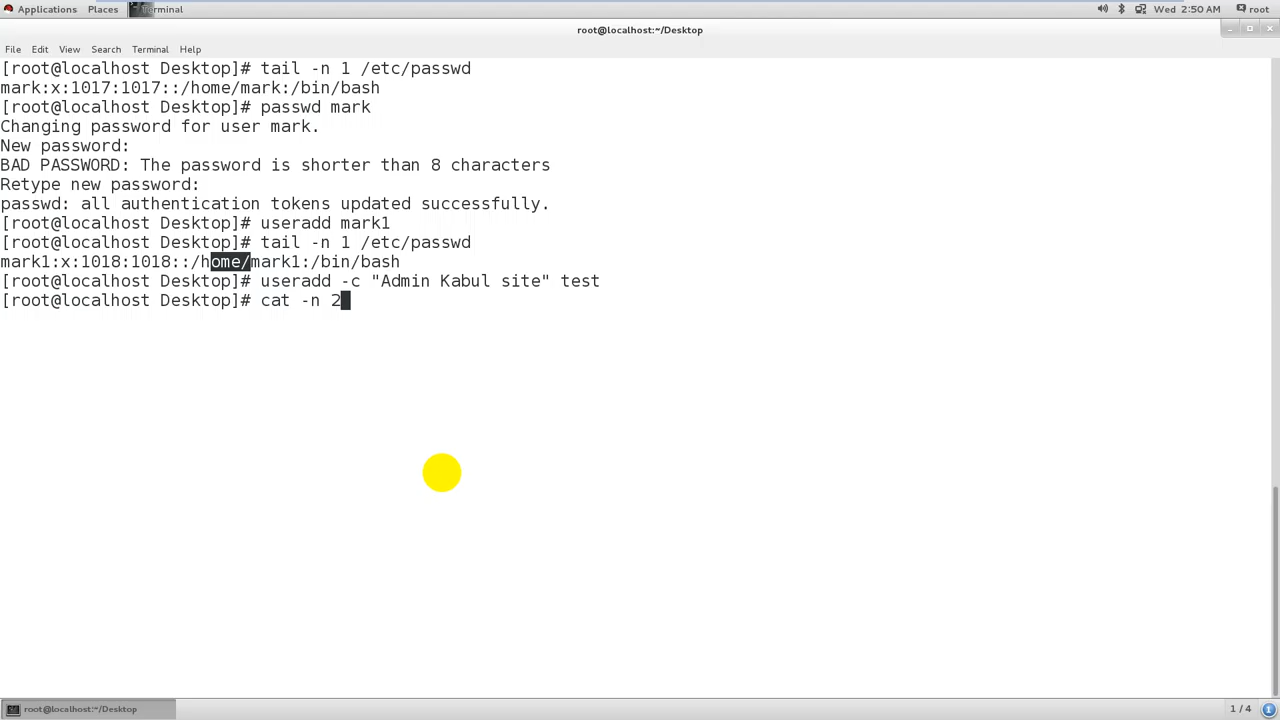 Applications Places Terminal Wed 2:50 AM root
root@localhost:~/Desktop
File Edit View Search Terminal Help
[root@localhost Desktop]# tail -n 1 /etc/passwd
mark:x:1017:1017::/home/mark:/bin/bash
[root@localhost Desktop]# passwd mark
Changing password for user mark.
New password:
BAD PASSWORD: The password is shorter than 8 characters
Retype new password:
passwd: all authentication tokens updated successfully.
[root@localhost Desktop]# useradd mark1
[root@localhost Desktop]# tail -n 1 /etc/passwd
mark1:x:1018:1018::/home/mark1:/bin/bash
[root@localhost Desktop]# useradd -c "Admin Kabul site" test
[root@localhost Desktop]# cat -n 2
root@localhost:~/Desktop 1 / 4